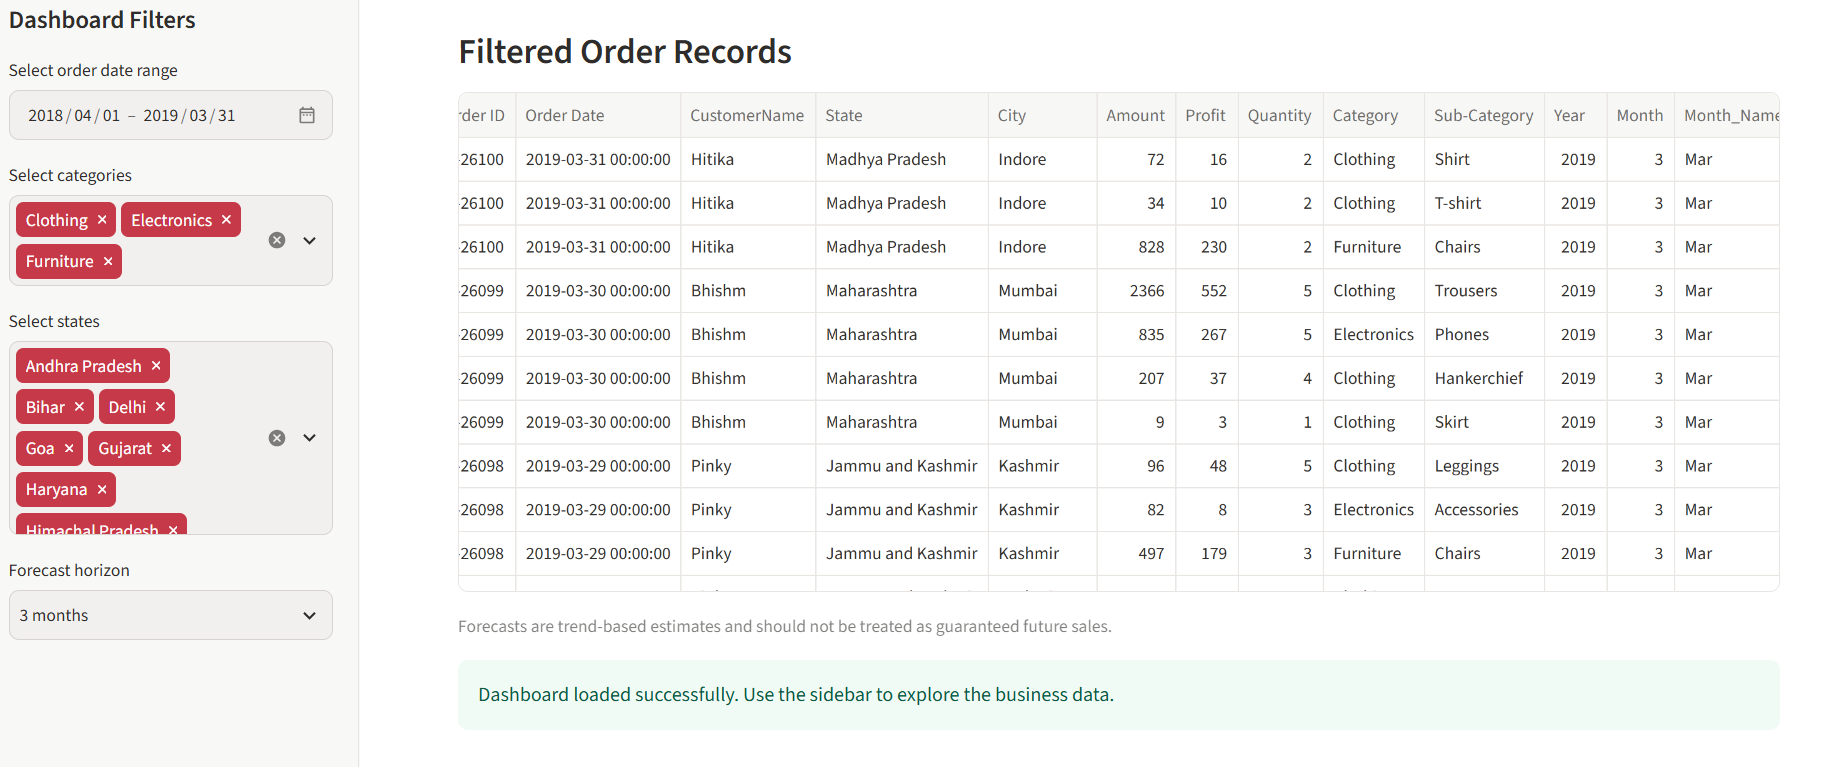 Dashboard Filters
Select order date range
2018 / 04 / 01 – 2019 / 03 / 31
Select categories
Clothing × Electronics ×
Furniture ×
Select states
Andhra Pradesh ×
Bihar × Delhi ×
Goa × Gujarat ×
Haryana ×
Himachal Pradesh ×
Forecast horizon
3 months
Filtered Order Records
rder ID Order Date CustomerName State City Amount Profit Quantity Category Sub-Category Year Month Month_Name
-26100 2019-03-31 00:00:00 Hitika Madhya Pradesh Indore 72 16 2 Clothing Shirt 2019 3 Mar
-26100 2019-03-31 00:00:00 Hitika Madhya Pradesh Indore 34 10 2 Clothing T-shirt 2019 3 Mar
-26100 2019-03-31 00:00:00 Hitika Madhya Pradesh Indore 828 230 2 Furniture Chairs 2019 3 Mar
-26099 2019-03-30 00:00:00 Bhishm Maharashtra Mumbai 2366 552 5 Clothing Trousers 2019 3 Mar
-26099 2019-03-30 00:00:00 Bhishm Maharashtra Mumbai 835 267 5 Electronics Phones 2019 3 Mar
-26099 2019-03-30 00:00:00 Bhishm Maharashtra Mumbai 207 37 4 Clothing Hankerchief 2019 3 Mar
-26099 2019-03-30 00:00:00 Bhishm Maharashtra Mumbai 9 3 1 Clothing Skirt 2019 3 Mar
-26098 2019-03-29 00:00:00 Pinky Jammu and Kashmir Kashmir 96 48 5 Clothing Leggings 2019 3 Mar
-26098 2019-03-29 00:00:00 Pinky Jammu and Kashmir Kashmir 82 8 3 Electronics Accessories 2019 3 Mar
-26098 2019-03-29 00:00:00 Pinky Jammu and Kashmir Kashmir 497 179 3 Furniture Chairs 2019 3 Mar
Forecasts are trend-based estimates and should not be treated as guaranteed future sales.
Dashboard loaded successfully. Use the sidebar to explore the business data.